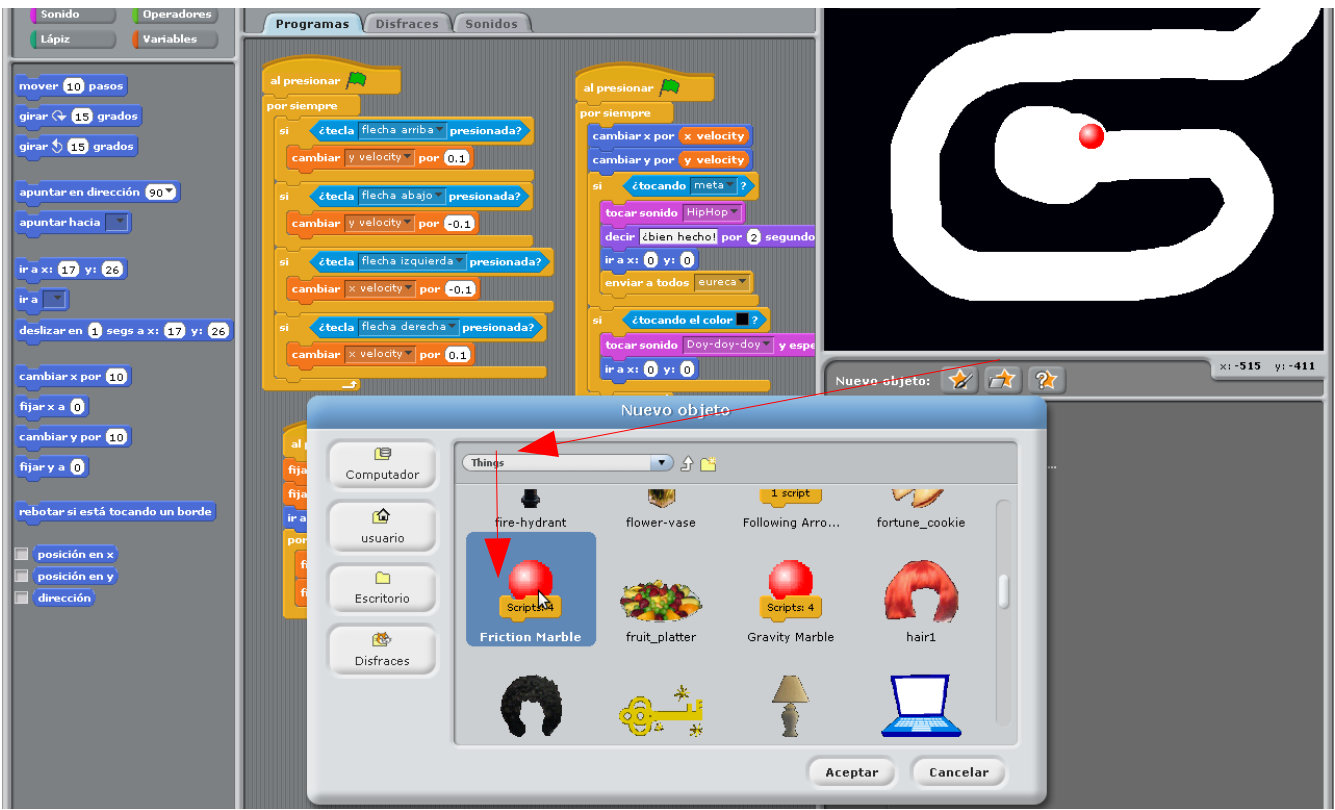 Sonido Operadores
Lápiz Variables
mover 10 pasos
girar 15 grados
girar 15 grados
apuntar en dirección 90
apuntar hacia
ir a x: 17 y: 26
ir a
deslizar en 1 segs a x: 17 y: 26
cambiar x por 10
fijar x a 0
cambiar y por 10
fijar y a 0
rebotar si está tocando un borde
posición en x
posición en y
dirección
Programas Disfraces Sonidos
al presionar
por siempre
si ¿tecla flecha arriba presionada?
cambiar y velocity por 0.1
si ¿tecla flecha abajo presionada?
cambiar y velocity por -0.1
si ¿tecla flecha izquierda presionada?
cambiar x velocity por -0.1
si ¿tecla flecha derecha presionada?
cambiar x velocity por 0.1
al presionar
por siempre
cambiar x por x velocity
cambiar y por y velocity
si ¿tocando meta ?
tocar sonido HipHop
decir ¿bien hecho! por 2 segundo
ir a x: 0 y: 0
enviar a todos eureca
si ¿tocando el color ?
tocar sonido Doy-doy-doy y espe
ir a x: 0 y: 0
al
fija
fija
ir a
por
fi
fi
x: -515 y: -411
Nuevo objeto:
Nuevo objeto
Computador
usuario
Escritorio
Disfraces
Things
1 script
fire-hydrant flower-vase Following Arro... fortune_cookie
Scripts: 4 Scripts: 4
Friction Marble fruit_platter Gravity Marble hair1
Aceptar Cancelar